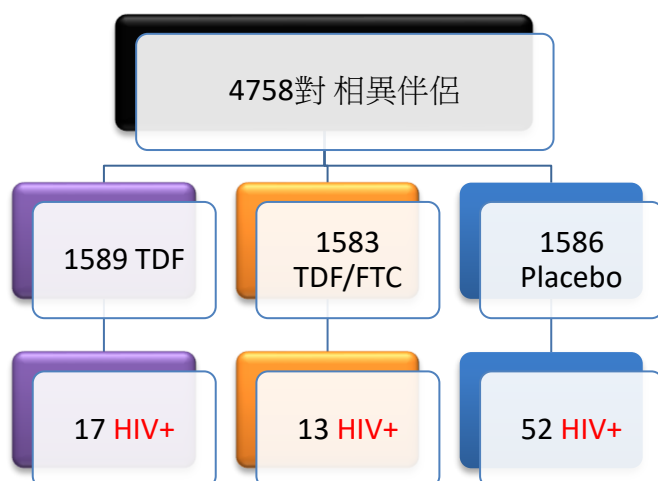 4758對 相異伴侶
1589 TDF
1583
TDF/FTC
1586
Placebo
17 HIV+
13 HIV+
52 HIV+